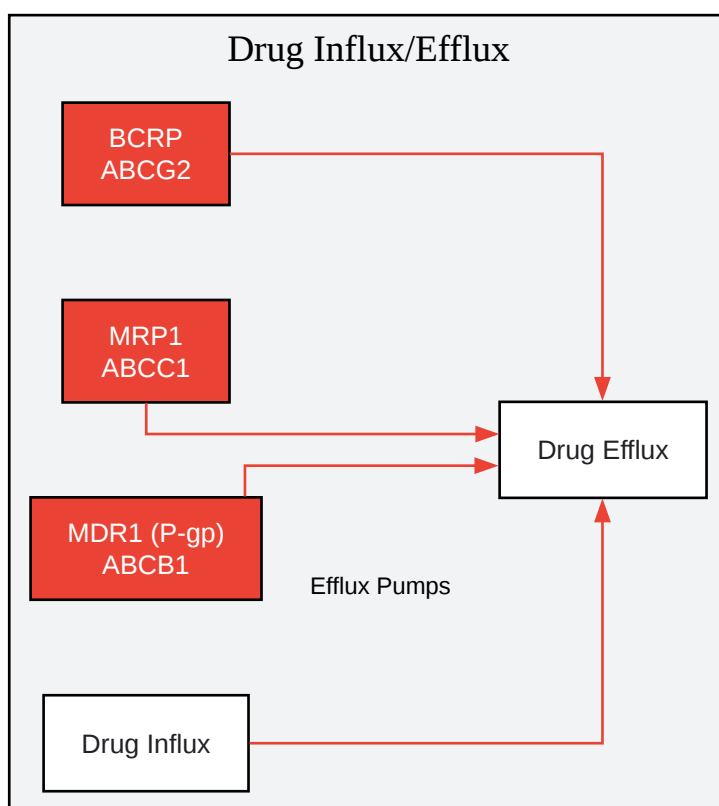 Drug Influx/Efflux
BCRP
ABCG2
MRP1
ABCC1
Drug Efflux
MDR1 (P-gp)
ABCB1
Efflux Pumps
Drug Influx